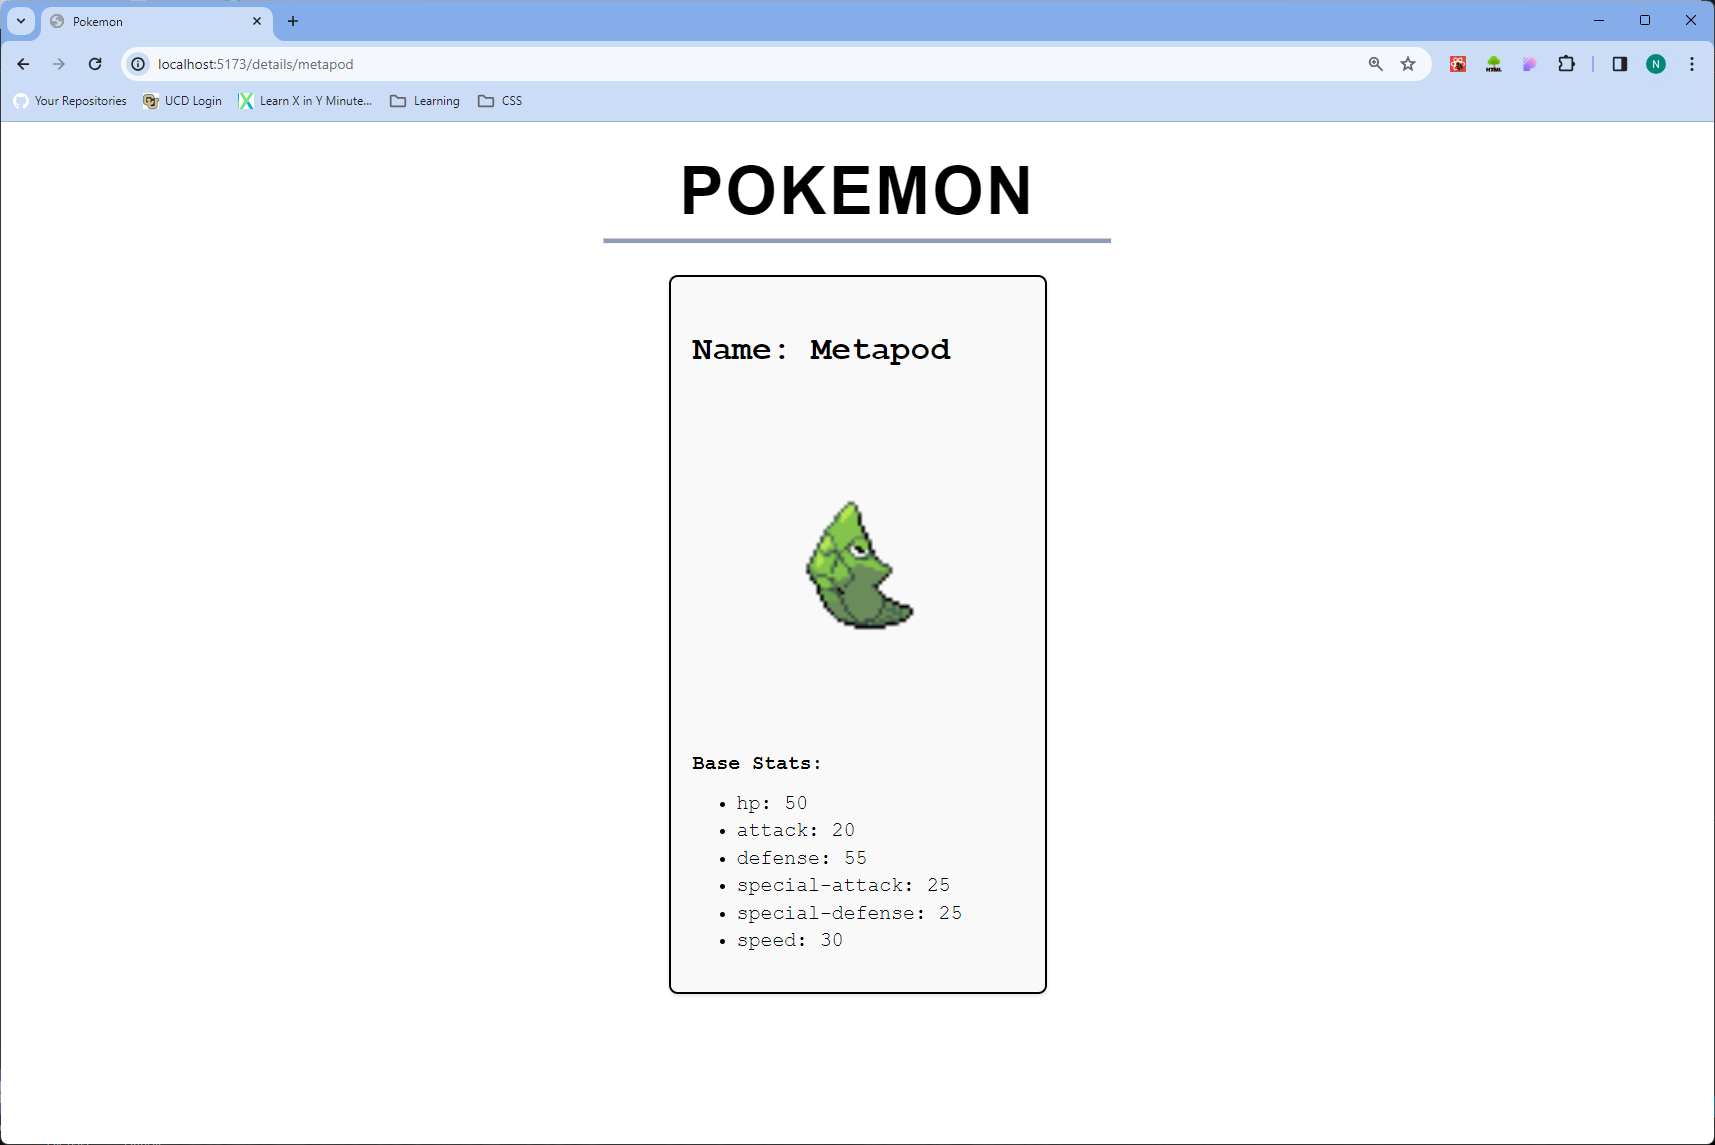 Pokemon
localhost:5173/details/metapod
N
Your Repositories UCD Login Learn X in Y Minute... Learning CSS
POKEMON
Name: Metapod
Base Stats:
• hp: 50
• attack: 20
• defense: 55
• special-attack: 25
• special-defense: 25
• speed: 30